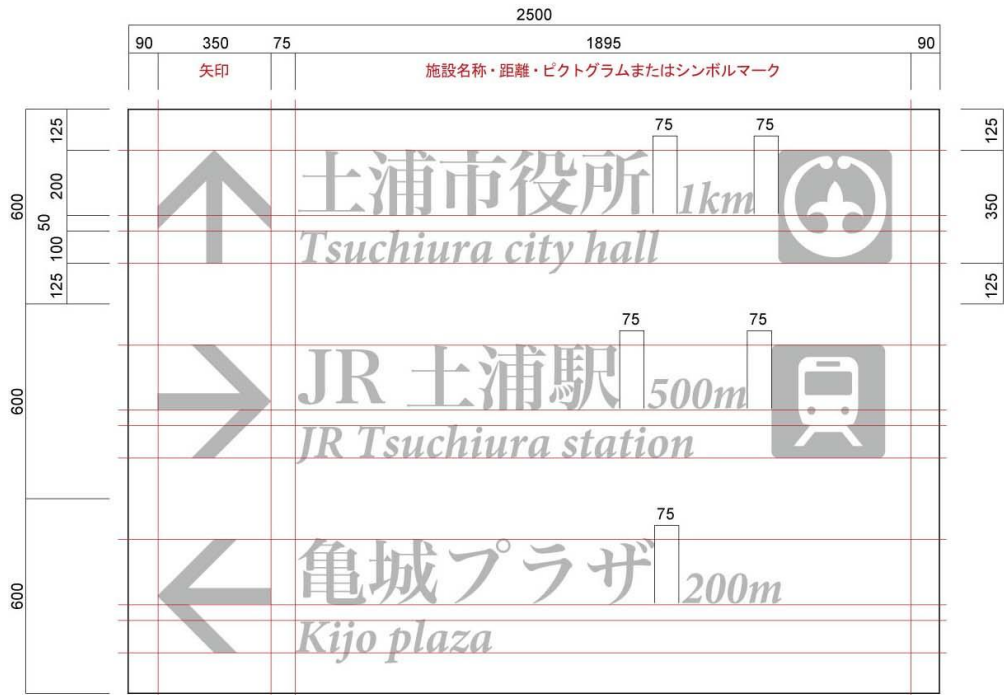 2500
90 350 75 1895 90
矢印 施設名称・距離・ピクトグラムまたはシンボルマーク
600
125
200
50
100
125
75 75
土浦市役所 1km
Tsuchiura city hall
125
350
125
600
75 75
JR 土浦駅 500m
JR Tsuchiura station
600
75
亀城プラザ 200m
Kijo plaza